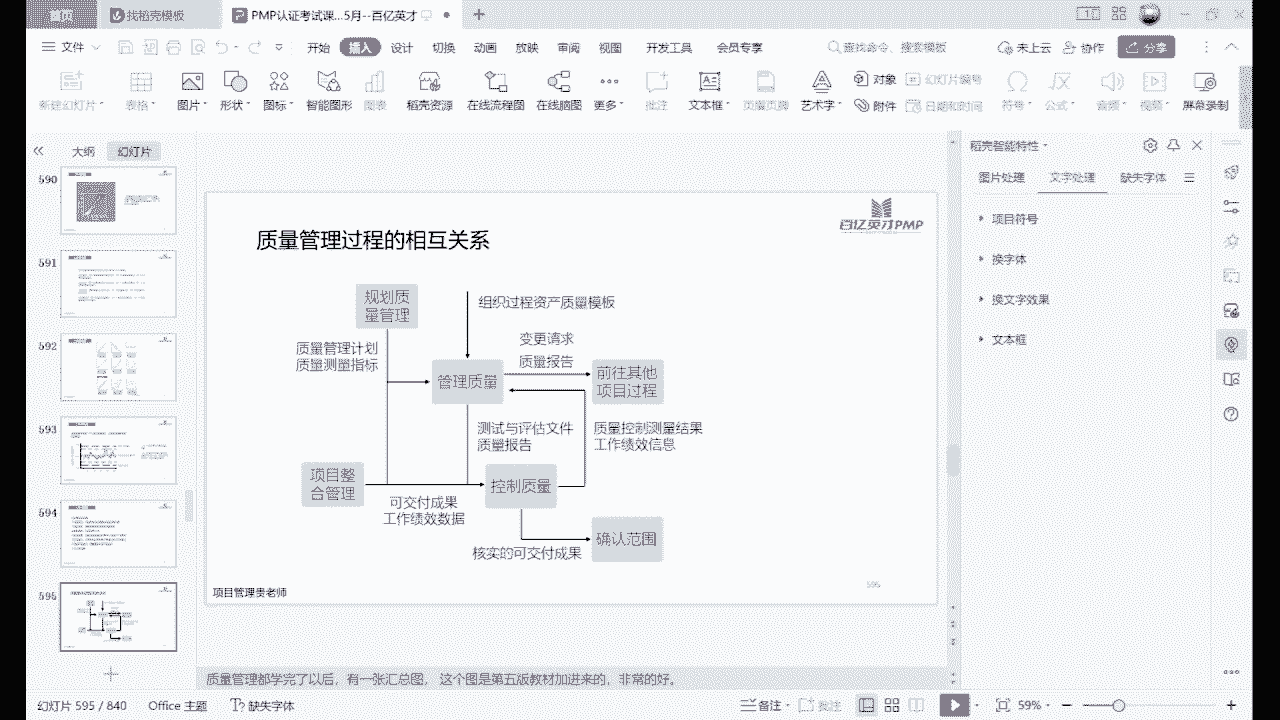 首页 找稻壳模板 PMP认证考试课...5月--百亿英才
文件 开始 插入 设计 切换 动画 放映 审阅 视图 开发工具 会员专享 查找命令、搜索模板 未上云 协作 分享
新建幻灯片 表格 图片 形状 图标 智能图形 图表 稻壳资源 在线流程图 在线脑图 更多 批注 文本框 页眉页脚 艺术字 对象 附件 幻灯片编号 日期和时间 符号 公式 音频 视频 屏幕录制
大纲 幻灯片
590
591
592
593
594
595
百亿英才PMP
质量管理过程的相互关系
规划质
量管理
组织过程资产质量模板
质量管理计划
质量测量指标
变更请求
质量报告
管理质量
前往其他
项目过程
测试与评估文件
质量报告
质量控制测量结果
工作绩效信息
项目整
合管理
控制质量
可交付成果
工作绩效数据
核实的可交付成果
确认范围
项目管理贵老师
595
质量管理都学完了以后，有一张汇总图， 这个图是第五版教材加进来的，非常的好。
稻壳智能特性
图片处理 文字处理 缺失字体
项目符号
换字体
换文字效果
文本框
幻灯片 595 / 840 Office 主题 缺失字体 备注 批注 59%